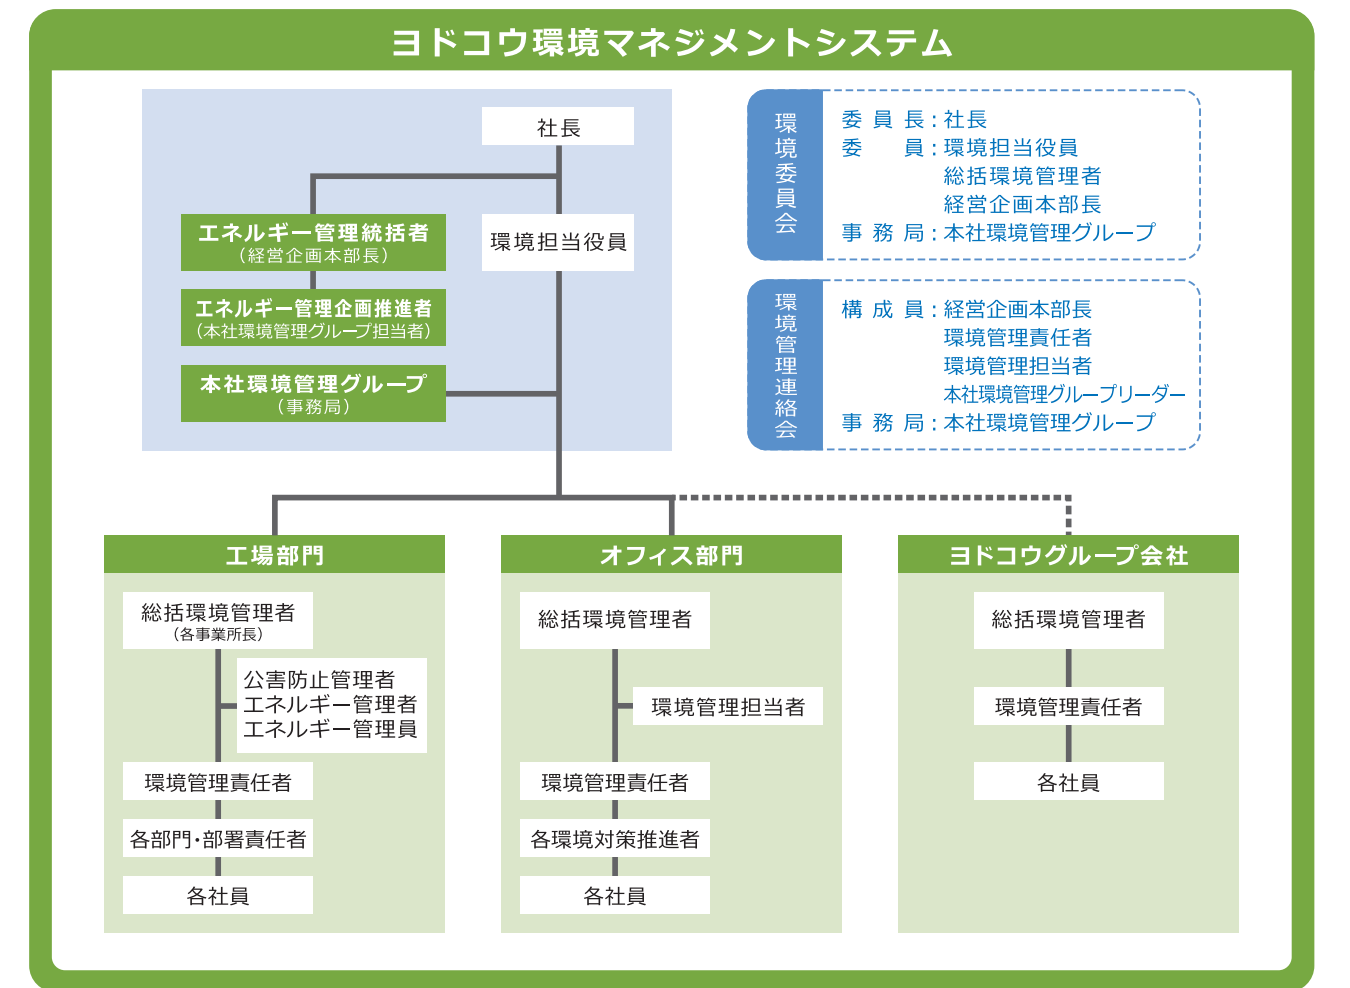 ヨドコウ環境マネジメントシステム
社長
エネルギー管理統括者
（経営企画本部長）
環境担当役員
エネルギー管理企画推進者
（本社環境管理グループ担当者）
本社環境管理グループ
（事務局）
環境委員会
委員長：社長
委員：環境担当役員
総括環境管理者
経営企画本部長
事務局：本社環境管理グループ
環境管理連絡会
構成員：経営企画本部長
環境管理責任者
環境管理担当者
本社環境管理グループリーダー
事務局：本社環境管理グループ
工場部門
総括環境管理者
（各事業所長）
公害防止管理者
エネルギー管理者
エネルギー管理員
環境管理責任者
各部門・部署責任者
各社員
オフィス部門
総括環境管理者
環境管理担当者
環境管理責任者
各環境対策推進者
各社員
ヨドコウグループ会社
総括環境管理者
環境管理責任者
各社員